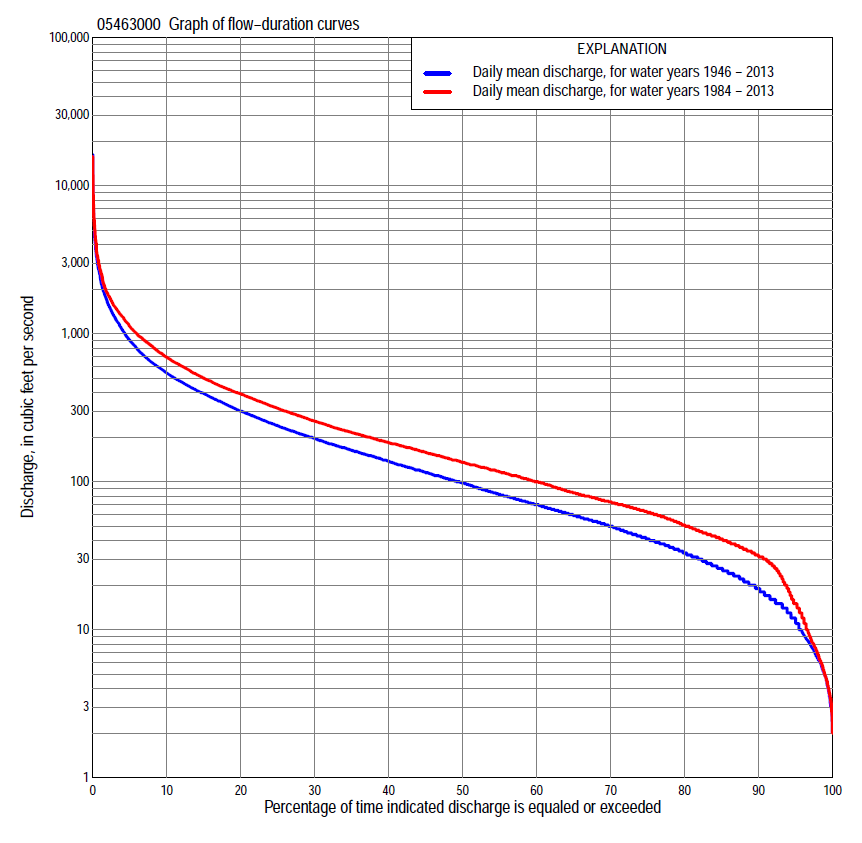 05463000 Graph of flow−duration curves
100,000
30,000
10,000
3,000
1,000
300
100
30
10
3
1
EXPLANATION
Daily mean discharge, for water years 1946 − 2013
Daily mean discharge, for water years 1984 − 2013
Discharge, in cubic feet per second
0 10 20 30 40 50 60 70 80 90 100
Percentage of time indicated discharge is equaled or exceeded